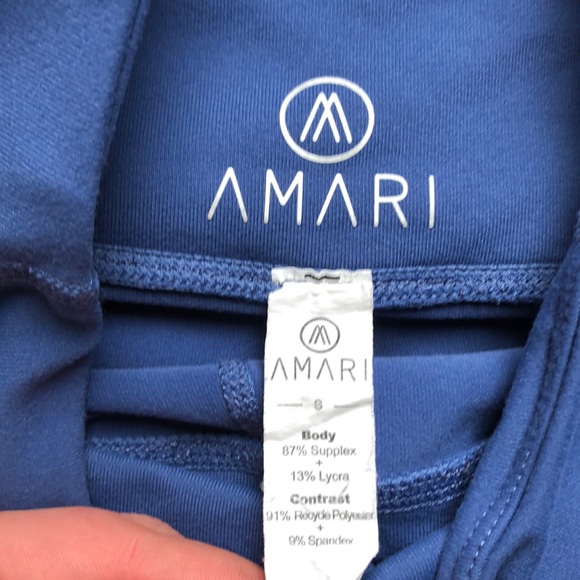 AMARI
AMARI
S
Body
87% Supplex
+
13% Lycra
Contrast
91% Recycle Polyester
+
9% Spandex